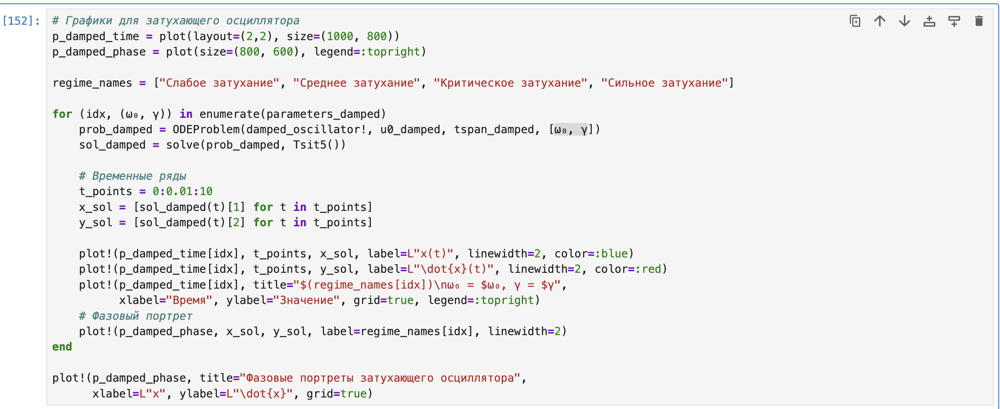 [152]:
# Графики для затухающего осциллятора
p_damped_time = plot(layout=(2,2), size=(1000, 800))
p_damped_phase = plot(size=(800, 600), legend=:topright)
regime_names = ["Слабое затухание", "Среднее затухание", "Критическое затухание", "Сильное затухание"]
for (idx, (ω₀, γ)) in enumerate(parameters_damped)
    prob_damped = ODEProblem(damped_oscillator!, u0_damped, tspan_damped, [ω₀, γ])
    sol_damped = solve(prob_damped, Tsit5())
    # Временные ряды
    t_points = 0:0.01:10
    x_sol = [sol_damped(t)[1] for t in t_points]
    y_sol = [sol_damped(t)[2] for t in t_points]
    plot!(p_damped_time[idx], t_points, x_sol, label=L"x(t)", linewidth=2, color=:blue)
    plot!(p_damped_time[idx], t_points, y_sol, label=L"\dot{x}(t)", linewidth=2, color=:red)
    plot!(p_damped_time[idx], title="$(regime_names[idx])\nω₀ = $ω₀, γ = $γ",
          xlabel="Время", ylabel="Значение", grid=true, legend=:topright)
    # Фазовый портрет
    plot!(p_damped_phase, x_sol, y_sol, label=regime_names[idx], linewidth=2)
end
plot!(p_damped_phase, title="Фазовые портреты затухающего осциллятора",
      xlabel=L"x", ylabel=L"\dot{x}", grid=true)